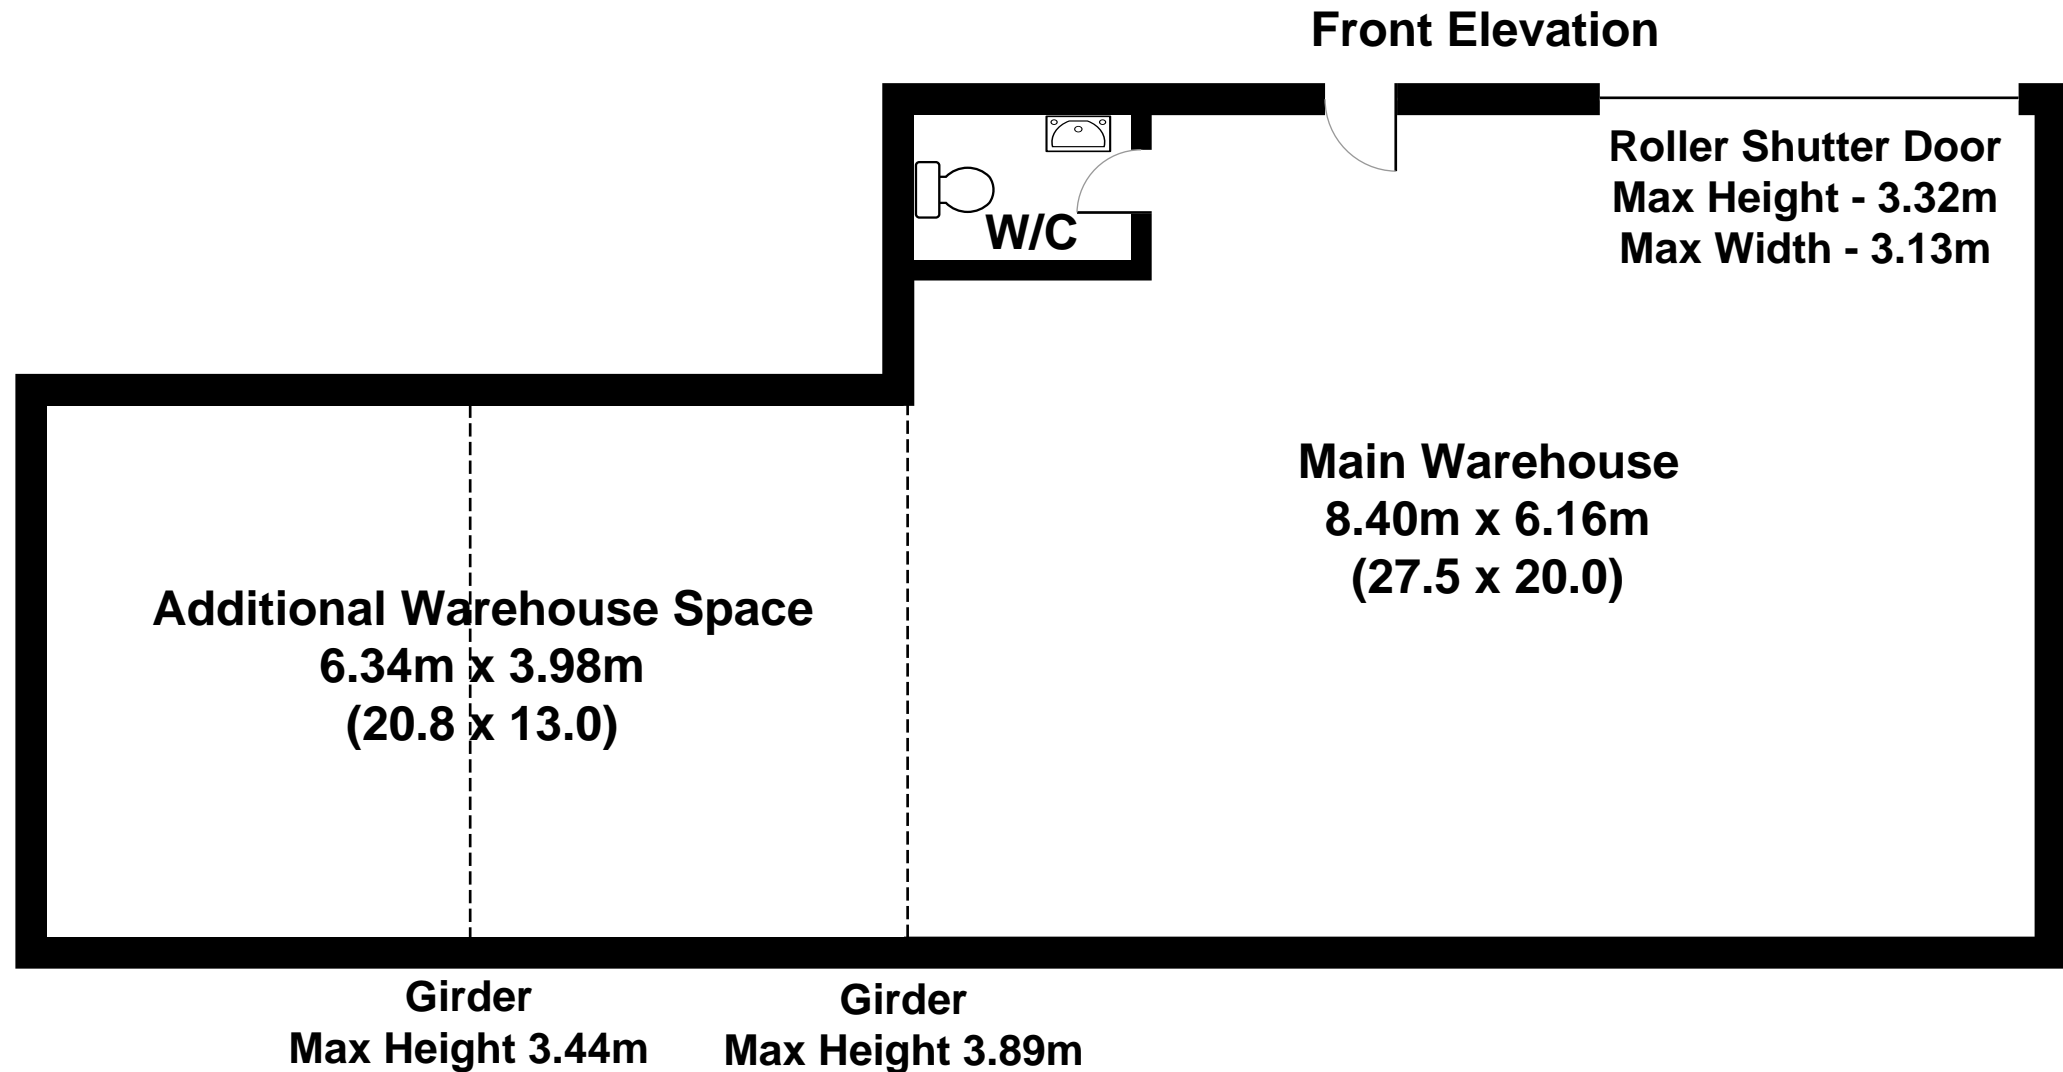 Front Elevation
Roller Shutter Door
Max Height - 3.32m
Max Width - 3.13m
W/C
Main Warehouse
8.40m x 6.16m
(27.5 x 20.0)
Additional Warehouse Space
6.34m x 3.98m
(20.8 x 13.0)
Girder
Max Height 3.44m
Girder
Max Height 3.89m